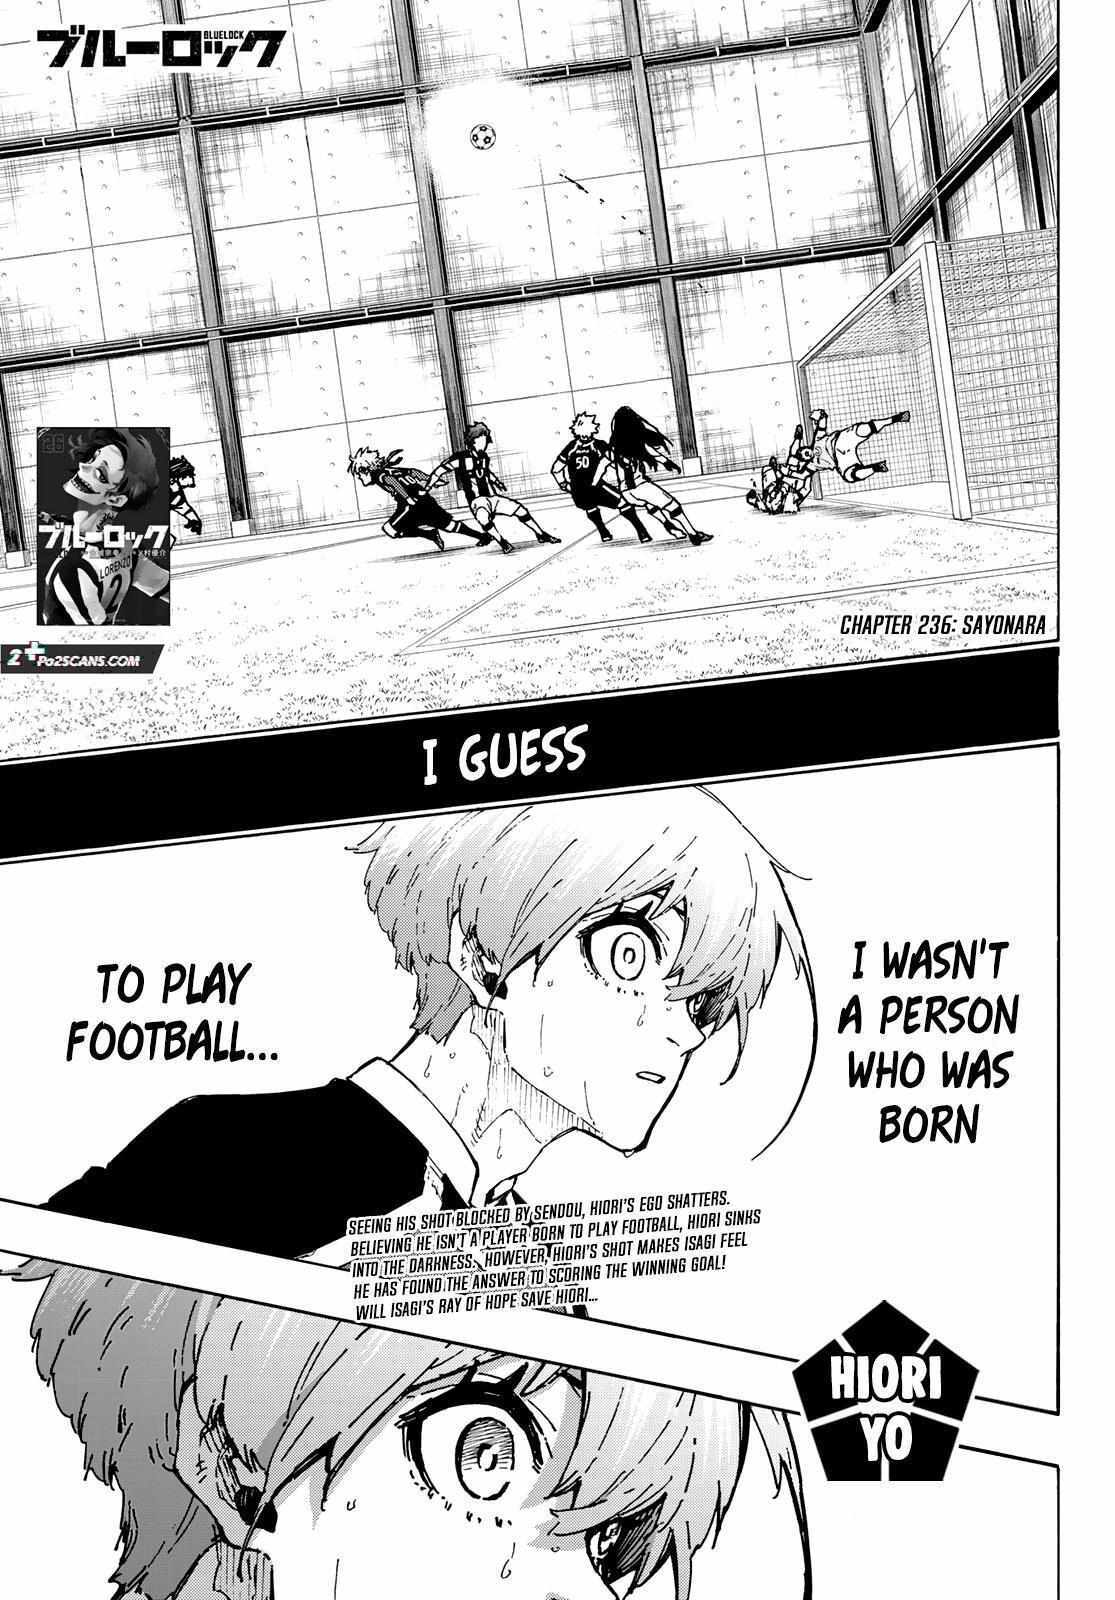 ブルーロック
BLUELOCK
50
26
ブルーロック
LORENZO
2
2+ Po2SCANS.COM
CHAPTER 236: SAYONARA
I GUESS
I WASN'T
A PERSON
WHO WAS
BORN
TO PLAY
FOOTBALL...
SEEING HIS SHOT BLOCKED BY SENDOU, HIORI'S EGO SHATTERS.
BELIEVING HE ISN'T A PLAYER BORN TO PLAY FOOTBALL, HIORI SINKS
INTO THE DARKNESS. HOWEVER, HIORI'S SHOT MAKES ISAGI FEEL
HE HAS FOUND THE ANSWER TO SCORING THE WINNING GOAL!
WILL ISAGI'S RAY OF HOPE SAVE HIORI...
HIORI
YO